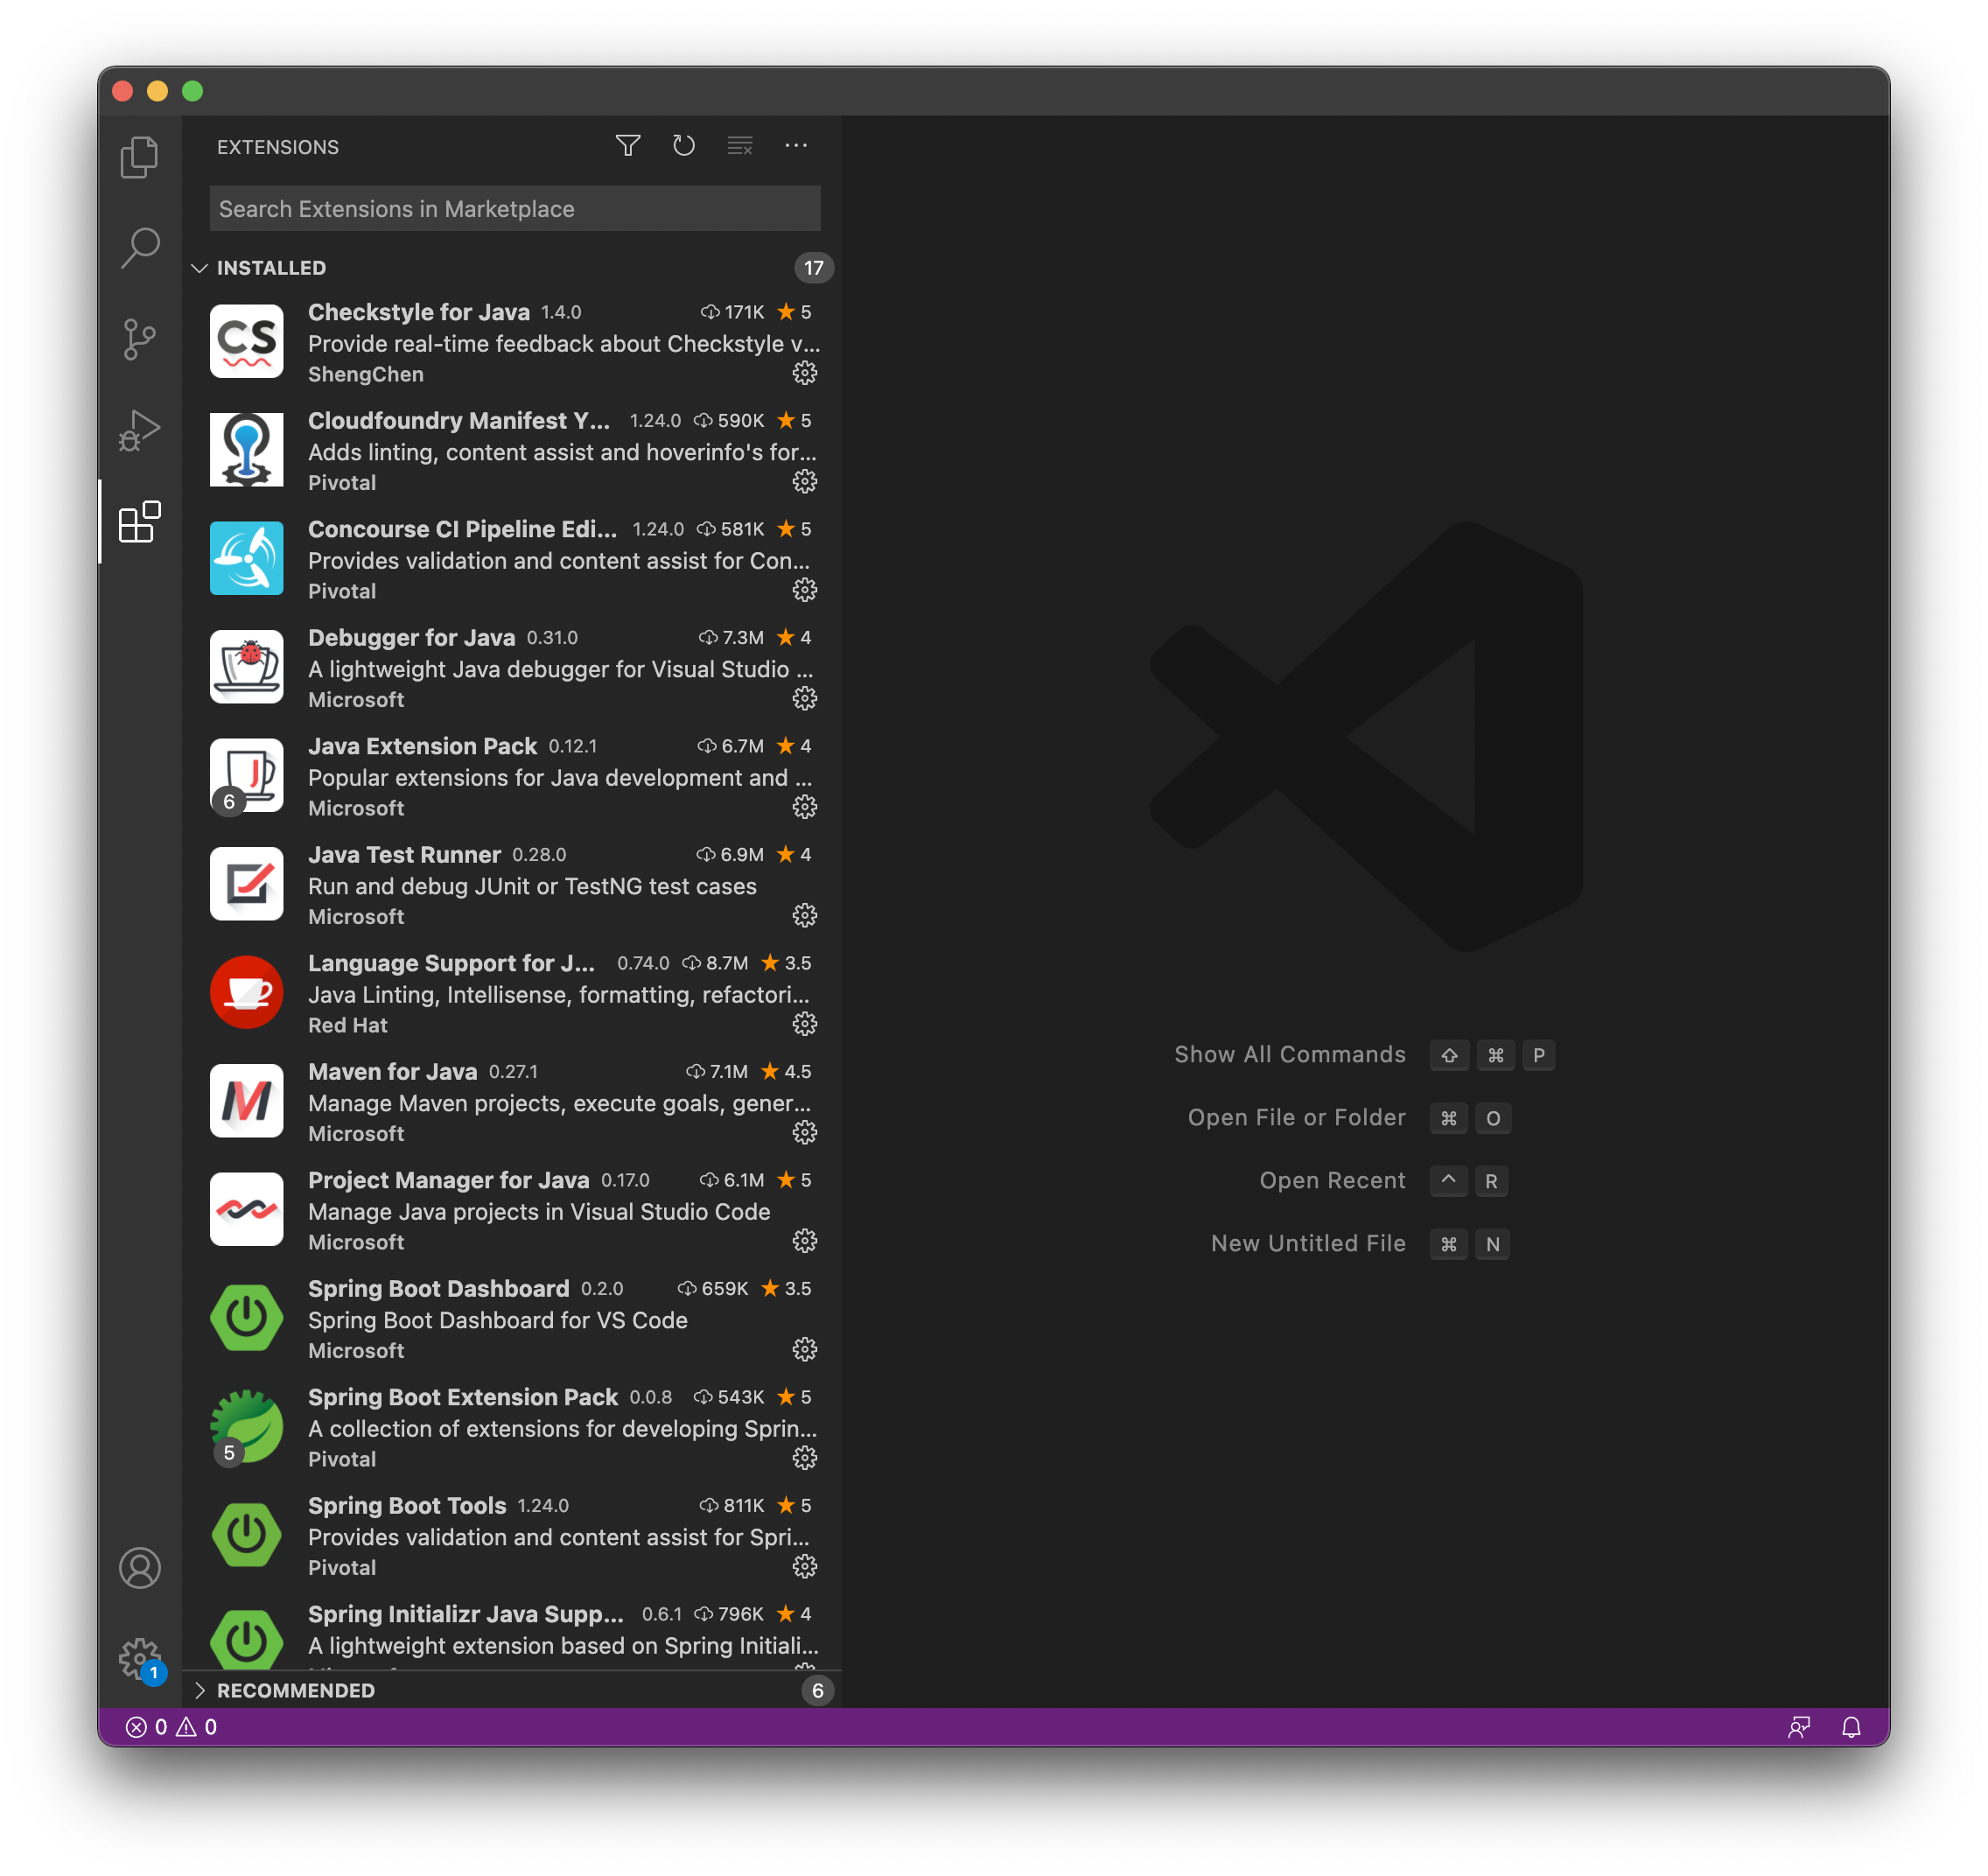 EXTENSIONS
Search Extensions in Marketplace
INSTALLED 17
CS
Checkstyle for Java 1.4.0 171K ★ 5
Provide real-time feedback about Checkstyle v...
ShengChen
Cloudfoundry Manifest Y... 1.24.0 590K ★ 5
Adds linting, content assist and hoverinfo's for...
Pivotal
Concourse CI Pipeline Edi... 1.24.0 581K ★ 5
Provides validation and content assist for Con...
Pivotal
Debugger for Java 0.31.0 7.3M ★ 4
A lightweight Java debugger for Visual Studio ...
Microsoft
J
6
Java Extension Pack 0.12.1 6.7M ★ 4
Popular extensions for Java development and ...
Microsoft
Java Test Runner 0.28.0 6.9M ★ 4
Run and debug JUnit or TestNG test cases
Microsoft
Language Support for J... 0.74.0 8.7M ★ 3.5
Java Linting, Intellisense, formatting, refactori...
Red Hat
M
Maven for Java 0.27.1 7.1M ★ 4.5
Manage Maven projects, execute goals, gener...
Microsoft
Project Manager for Java 0.17.0 6.1M ★ 5
Manage Java projects in Visual Studio Code
Microsoft
Spring Boot Dashboard 0.2.0 659K ★ 3.5
Spring Boot Dashboard for VS Code
Microsoft
5
Spring Boot Extension Pack 0.0.8 543K ★ 5
A collection of extensions for developing Sprin...
Pivotal
Spring Boot Tools 1.24.0 811K ★ 5
Provides validation and content assist for Spri...
Pivotal
Spring Initializr Java Supp... 0.6.1 796K ★ 4
A lightweight extension based on Spring Initiali...
1
RECOMMENDED 6
0 0
Show All Commands ⇧ ⌘ P
Open File or Folder ⌘ O
Open Recent ^ R
New Untitled File ⌘ N